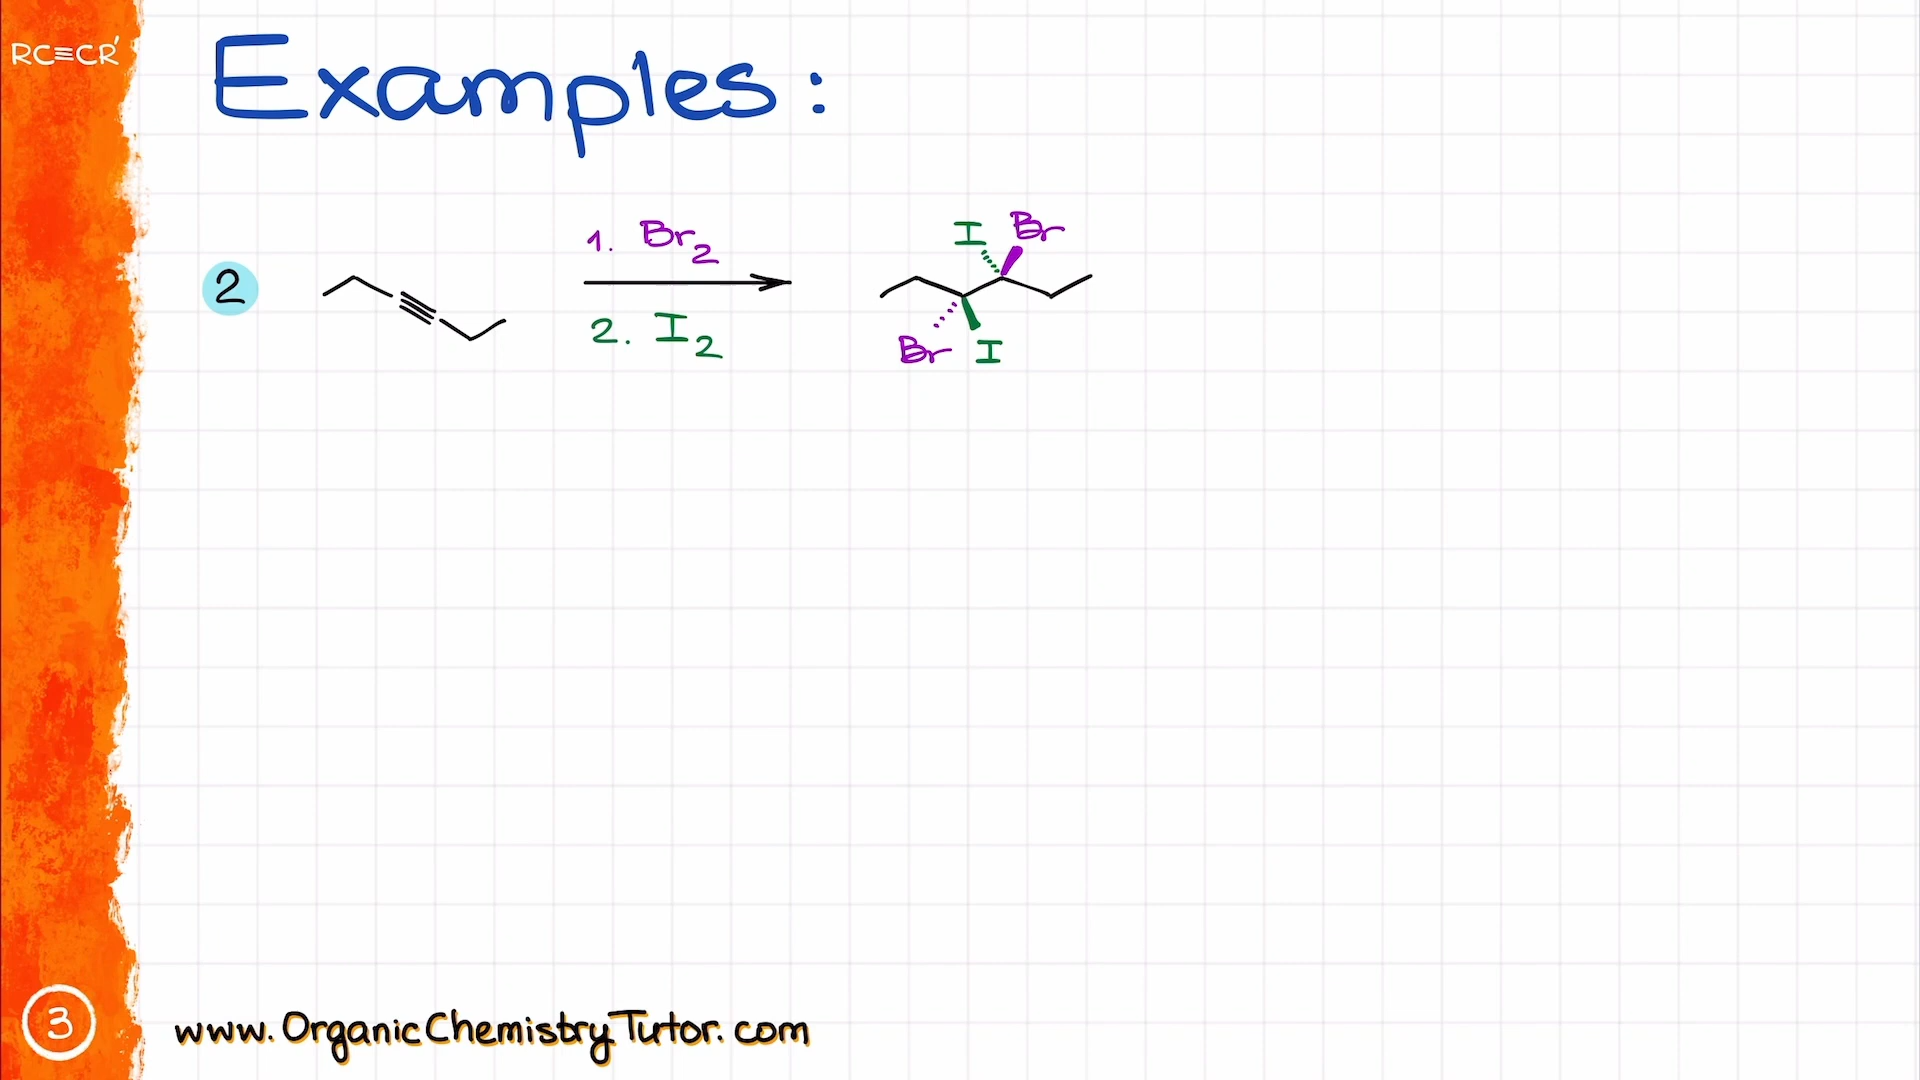 RC≡CR'
Examples:
2
1. Br₂
2. I₂
I Br
Br I
3
www.OrganicChemistryTutor.com